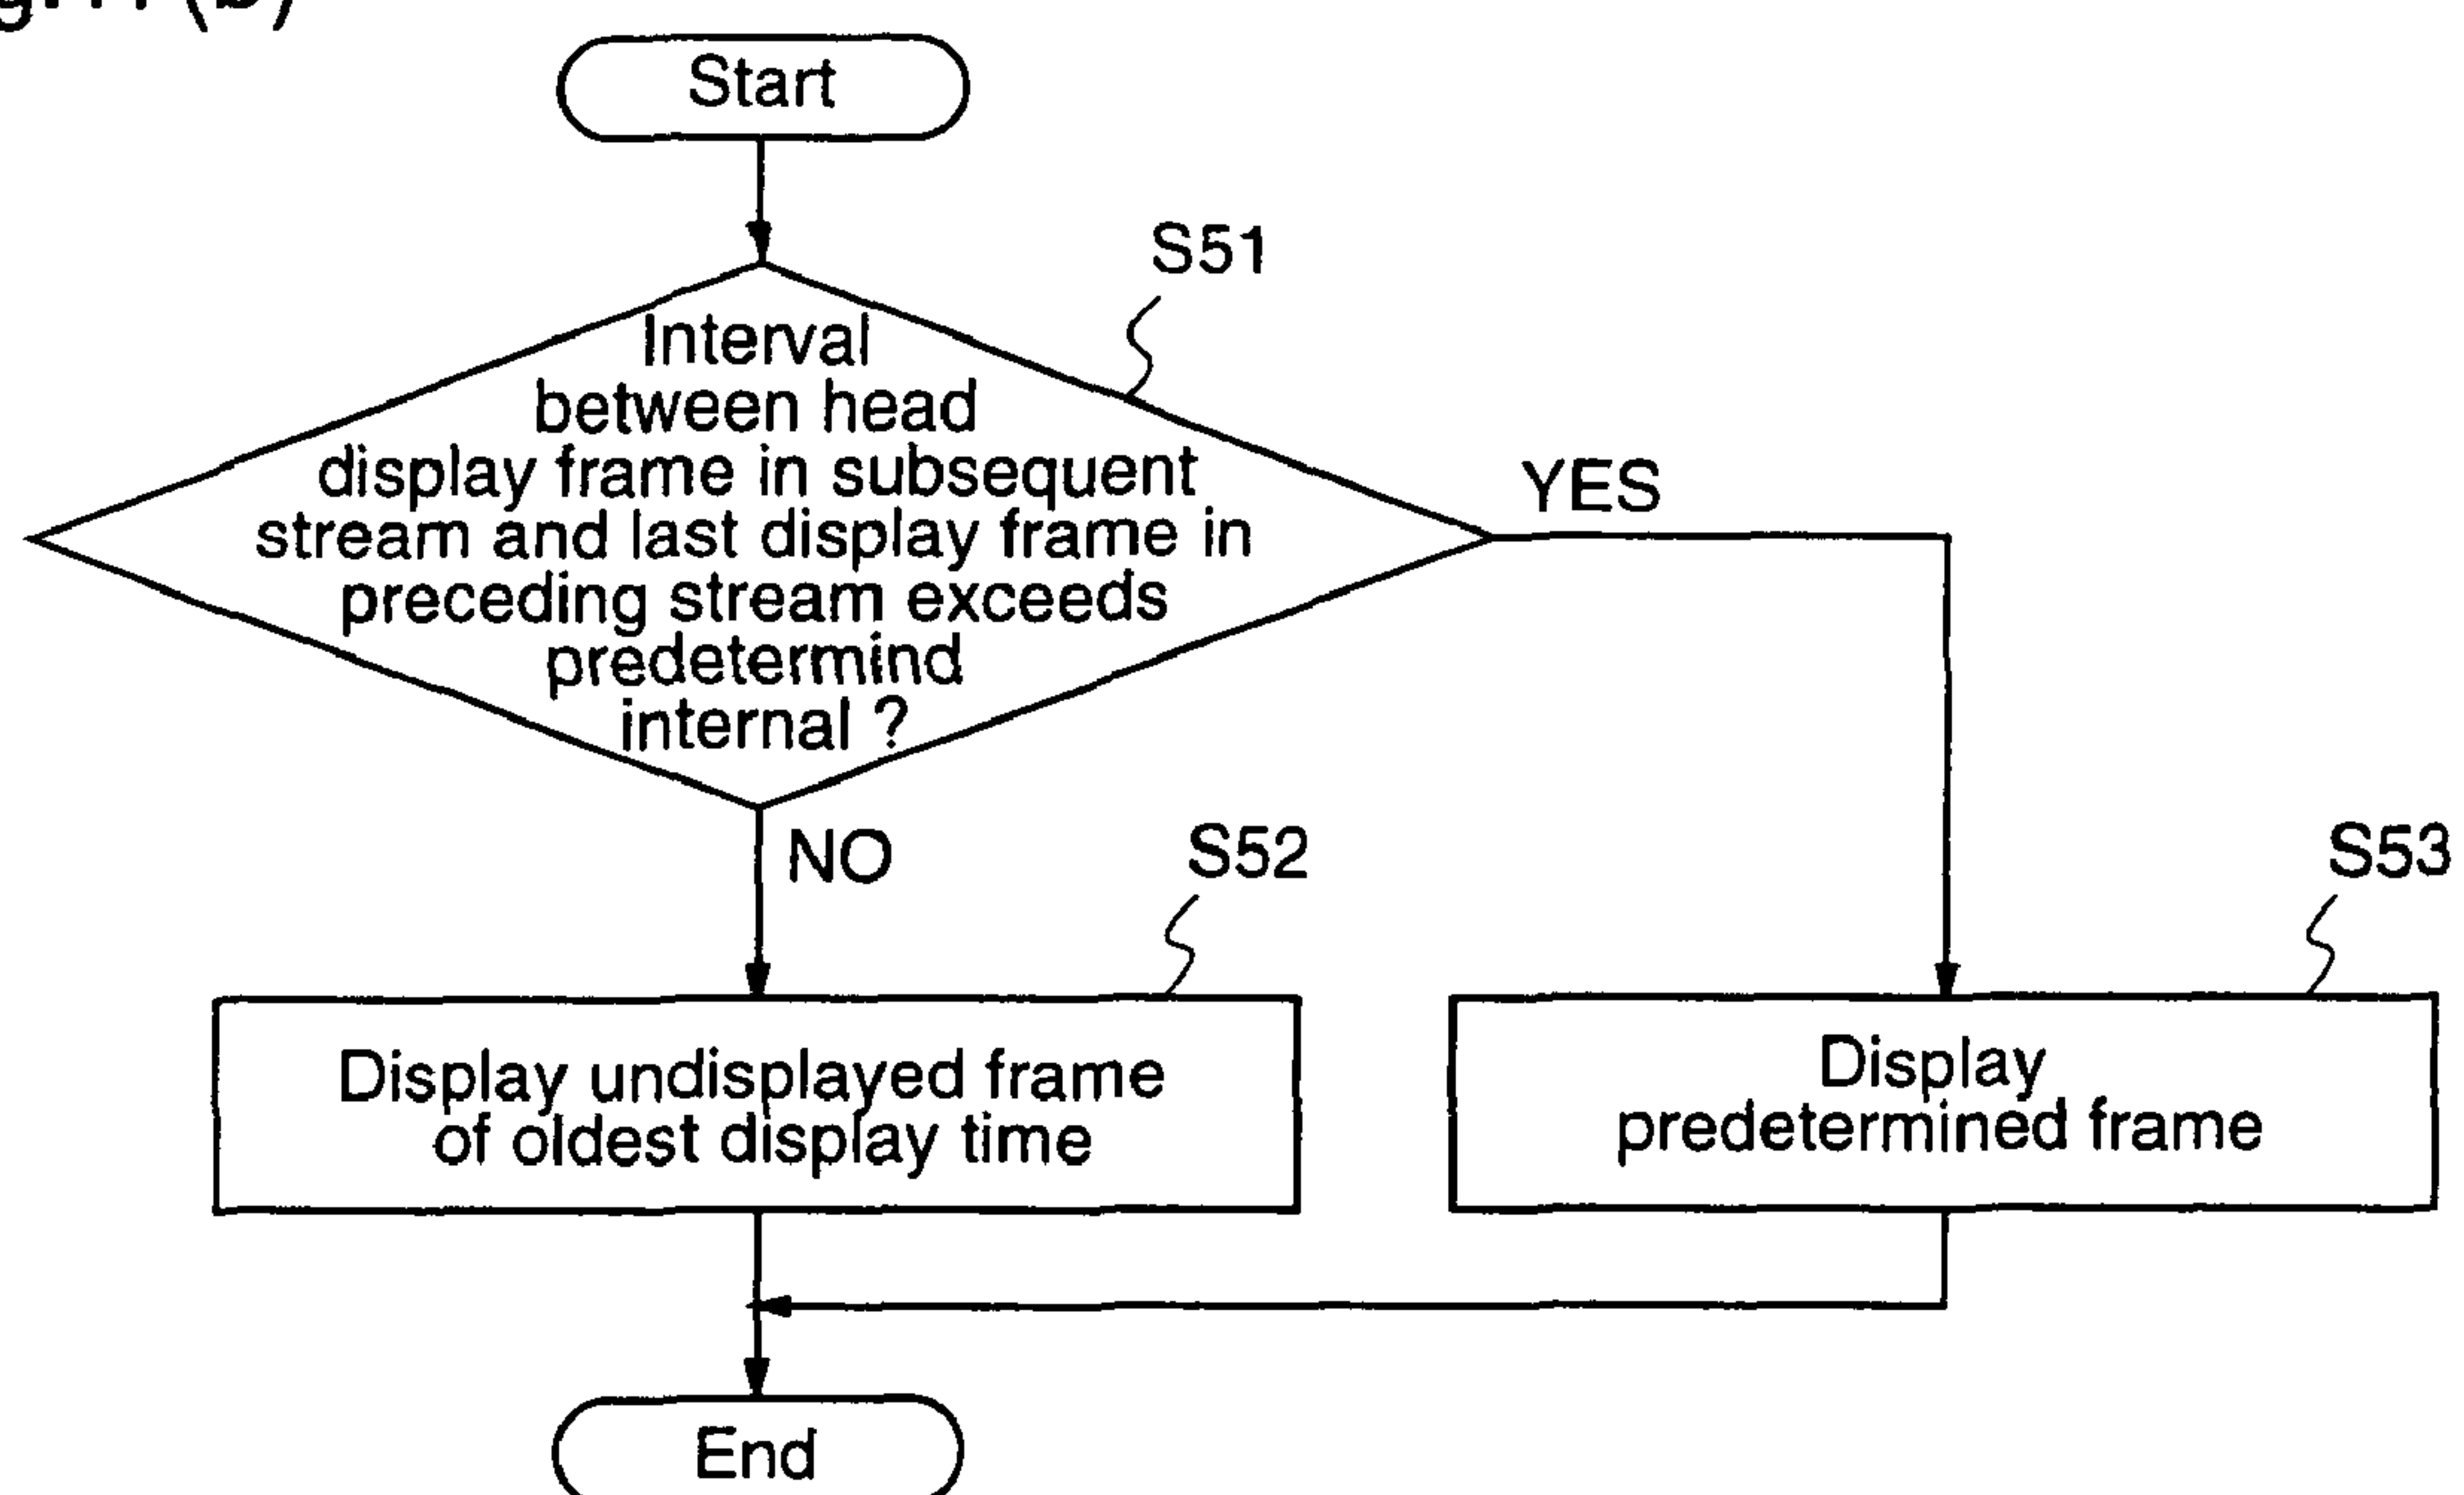 (b)
Start
S51
Interval
between head
display frame in subsequent
stream and last display frame in
preceding stream exceeds
predetermind
internal ?
YES
NO
S52
S53
Display undisplayed frame
of oldest display time
Display
predetermined frame
End